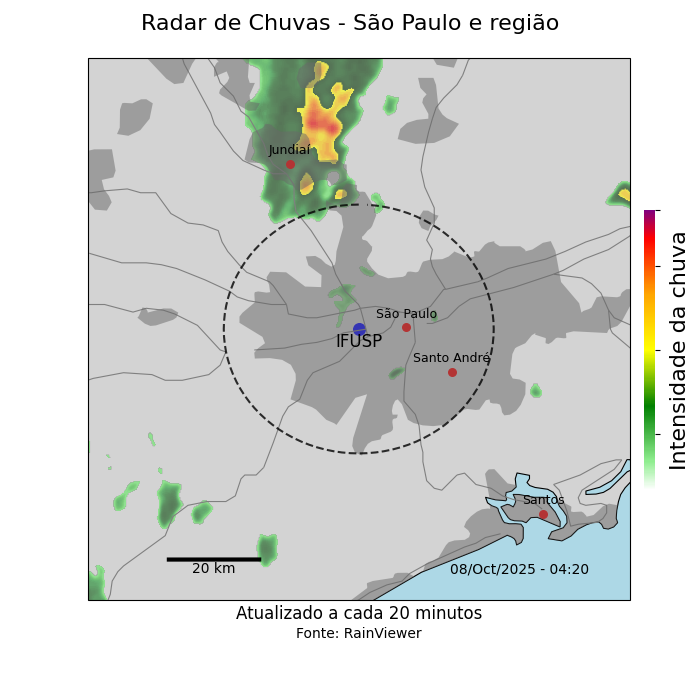 Radar de Chuvas - São Paulo e região
Jundiaí
São Paulo
IFUSP
Santo André
Santos
20 km
08/Oct/2025 - 04:20
Intensidade da chuva
Atualizado a cada 20 minutos
Fonte: RainViewer